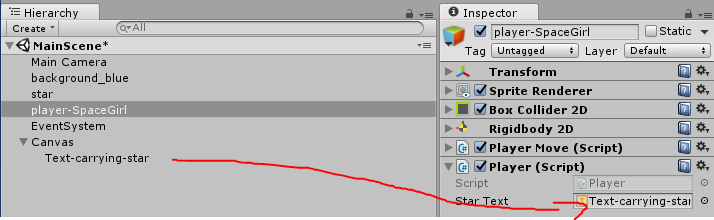 Hierarchy
Create
All
MainScene*
Main Camera
background_blue
star
player-SpaceGirl
EventSystem
Canvas
Text-carrying-star
Inspector
player-SpaceGirl
Static
Tag
Untagged
Layer
Default
Transform
Sprite Renderer
Box Collider 2D
Rigidbody 2D
Player Move (Script)
Player (Script)
Script
Player
Star Text
Text-carrying-star